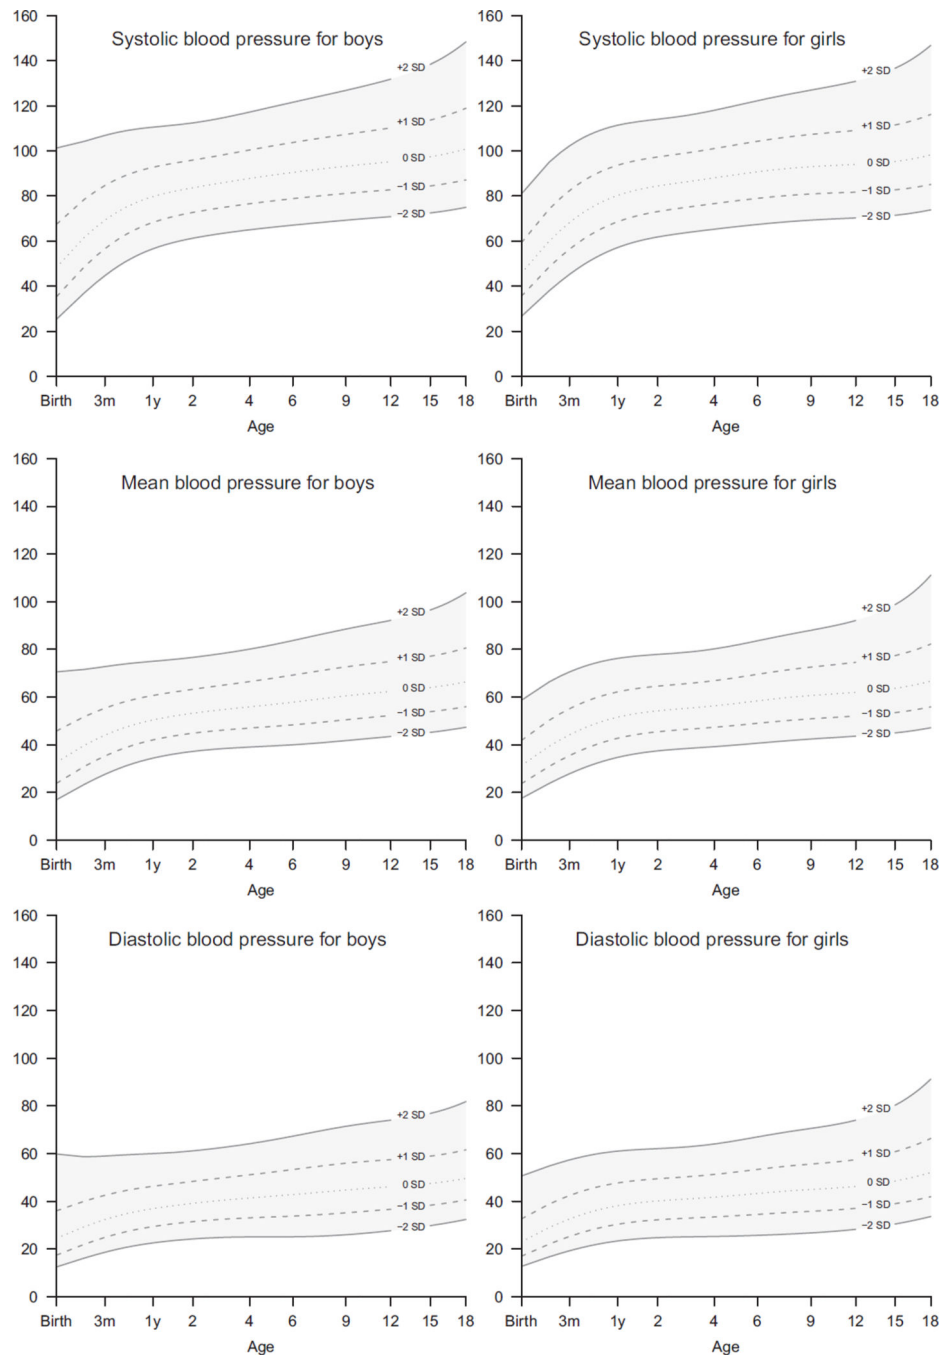 Systolic blood pressure for boys
160
140
120
100
80
60
40
20
0
+2 SD
+1 SD
0 SD
−1 SD
−2 SD
Birth 3m 1y 2 4 6 9 12 15 18
Age
Systolic blood pressure for girls
160
140
120
100
80
60
40
20
0
+2 SD
+1 SD
0 SD
−1 SD
−2 SD
Birth 3m 1y 2 4 6 9 12 15 18
Age
Mean blood pressure for boys
160
140
120
100
80
60
40
20
0
+2 SD
+1 SD
0 SD
−1 SD
−2 SD
Birth 3m 1y 2 4 6 9 12 15 18
Age
Mean blood pressure for girls
160
140
120
100
80
60
40
20
0
+2 SD
+1 SD
0 SD
−1 SD
−2 SD
Birth 3m 1y 2 4 6 9 12 15 18
Age
Diastolic blood pressure for boys
160
140
120
100
80
60
40
20
0
+2 SD
+1 SD
0 SD
−1 SD
−2 SD
Birth 3m 1y 2 4 6 9 12 15 18
Age
Diastolic blood pressure for girls
160
140
120
100
80
60
40
20
0
+2 SD
+1 SD
0 SD
−1 SD
−2 SD
Birth 3m 1y 2 4 6 9 12 15 18
Age